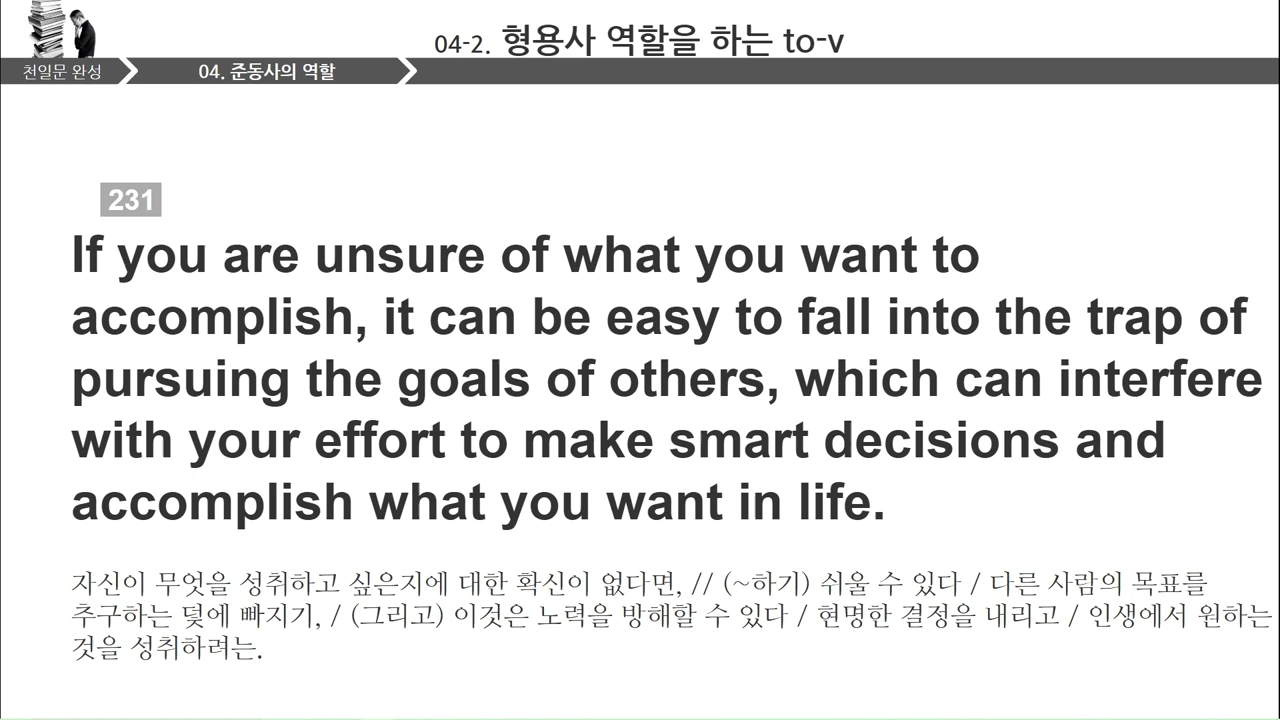 04-2. 형용사 역할을 하는 to-v
천일문 완성
04. 준동사의 역할
231
If you are unsure of what you want to
accomplish, it can be easy to fall into the trap of
pursuing the goals of others, which can interfere
with your effort to make smart decisions and
accomplish what you want in life.
자신이 무엇을 성취하고 싶은지에 대한 확신이 없다면, // (~하기) 쉬울 수 있다 / 다른 사람의 목표를
추구하는 덫에 빠지기, / (그리고) 이것은 노력을 방해할 수 있다 / 현명한 결정을 내리고 / 인생에서 원하는
것을 성취하려는.